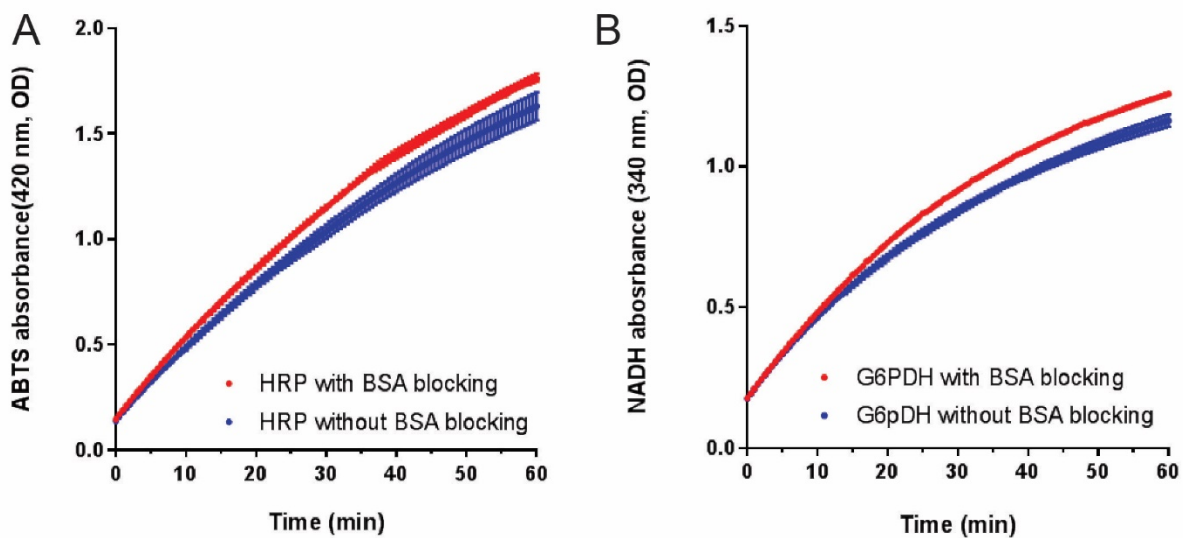 A
2.0
1.5
1.0
0.5
0.0
0 10 20 30 40 50 60
ABTS absorbance(420 nm, OD)
Time (min)
HRP with BSA blocking
HRP without BSA blocking
B
1.5
1.0
0.5
0.0
0 10 20 30 40 50 60
NADH abosrbance (340 nm, OD)
Time (min)
G6PDH with BSA blocking
G6pDH without BSA blocking